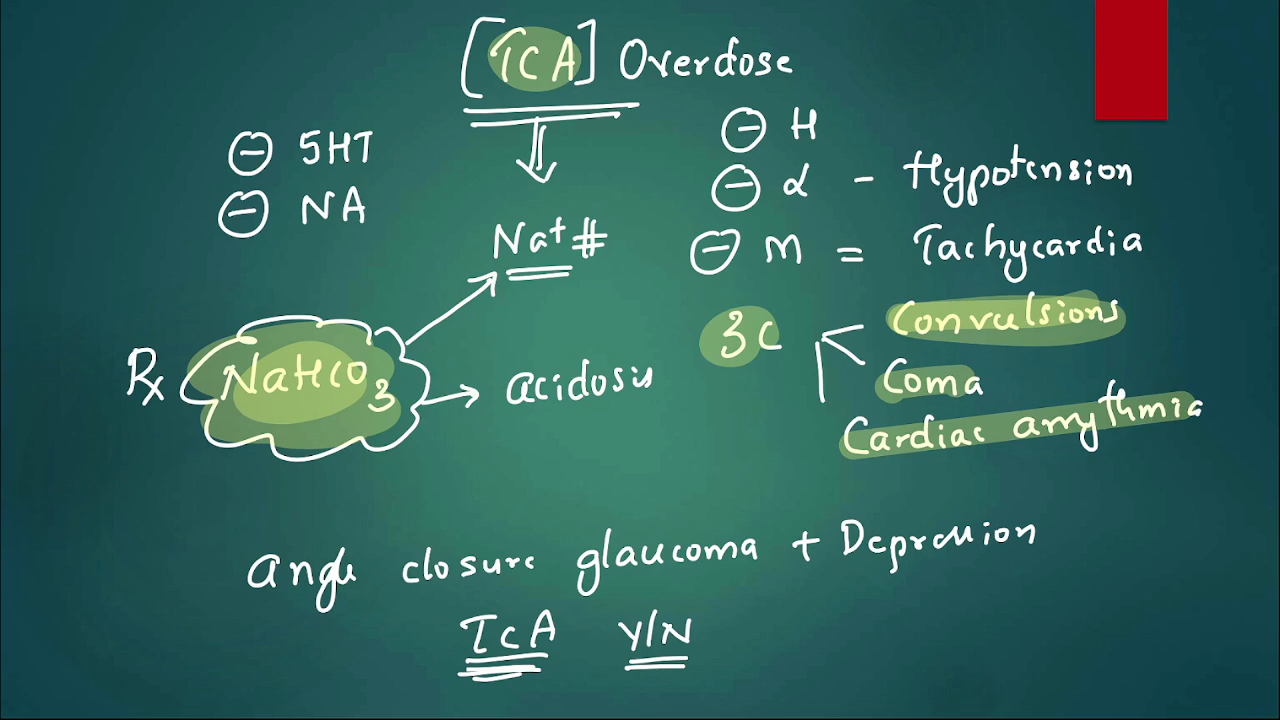 [TCA] Overdose
⊖ 5HT
⊖ NA
Na⁺ #
⊖ H
⊖ α - Hypotension
⊖ M = Tachycardia
3C
Convulsions
Coma
Cardiac arrythmia
Rx NaHCO3
acidosis
Angle closure glaucoma + Depression
TCA Y/N